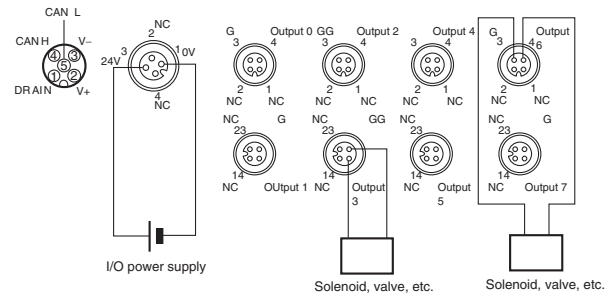 CAN L
CAN H
V–
4
3
5
1
2
DRAIN
V+
NC
2
3
1
0V
24V
4
NC
I/O power supply
G
Output 0
3
4
2
1
NC
NC
GG
Output 2
3
4
2
1
NC
NC
Output 4
3
4
2
1
NC
NC
G
Output
6
3
4
2
1
NC
NC
NC
G
23
14
NC
OUtput 1
NC
GG
23
14
NC
Output
3
NC
23
14
NC
Output
5
NC
G
23
14
NC
Output 7
Solenoid, valve, etc.
Solenoid, valve, etc.